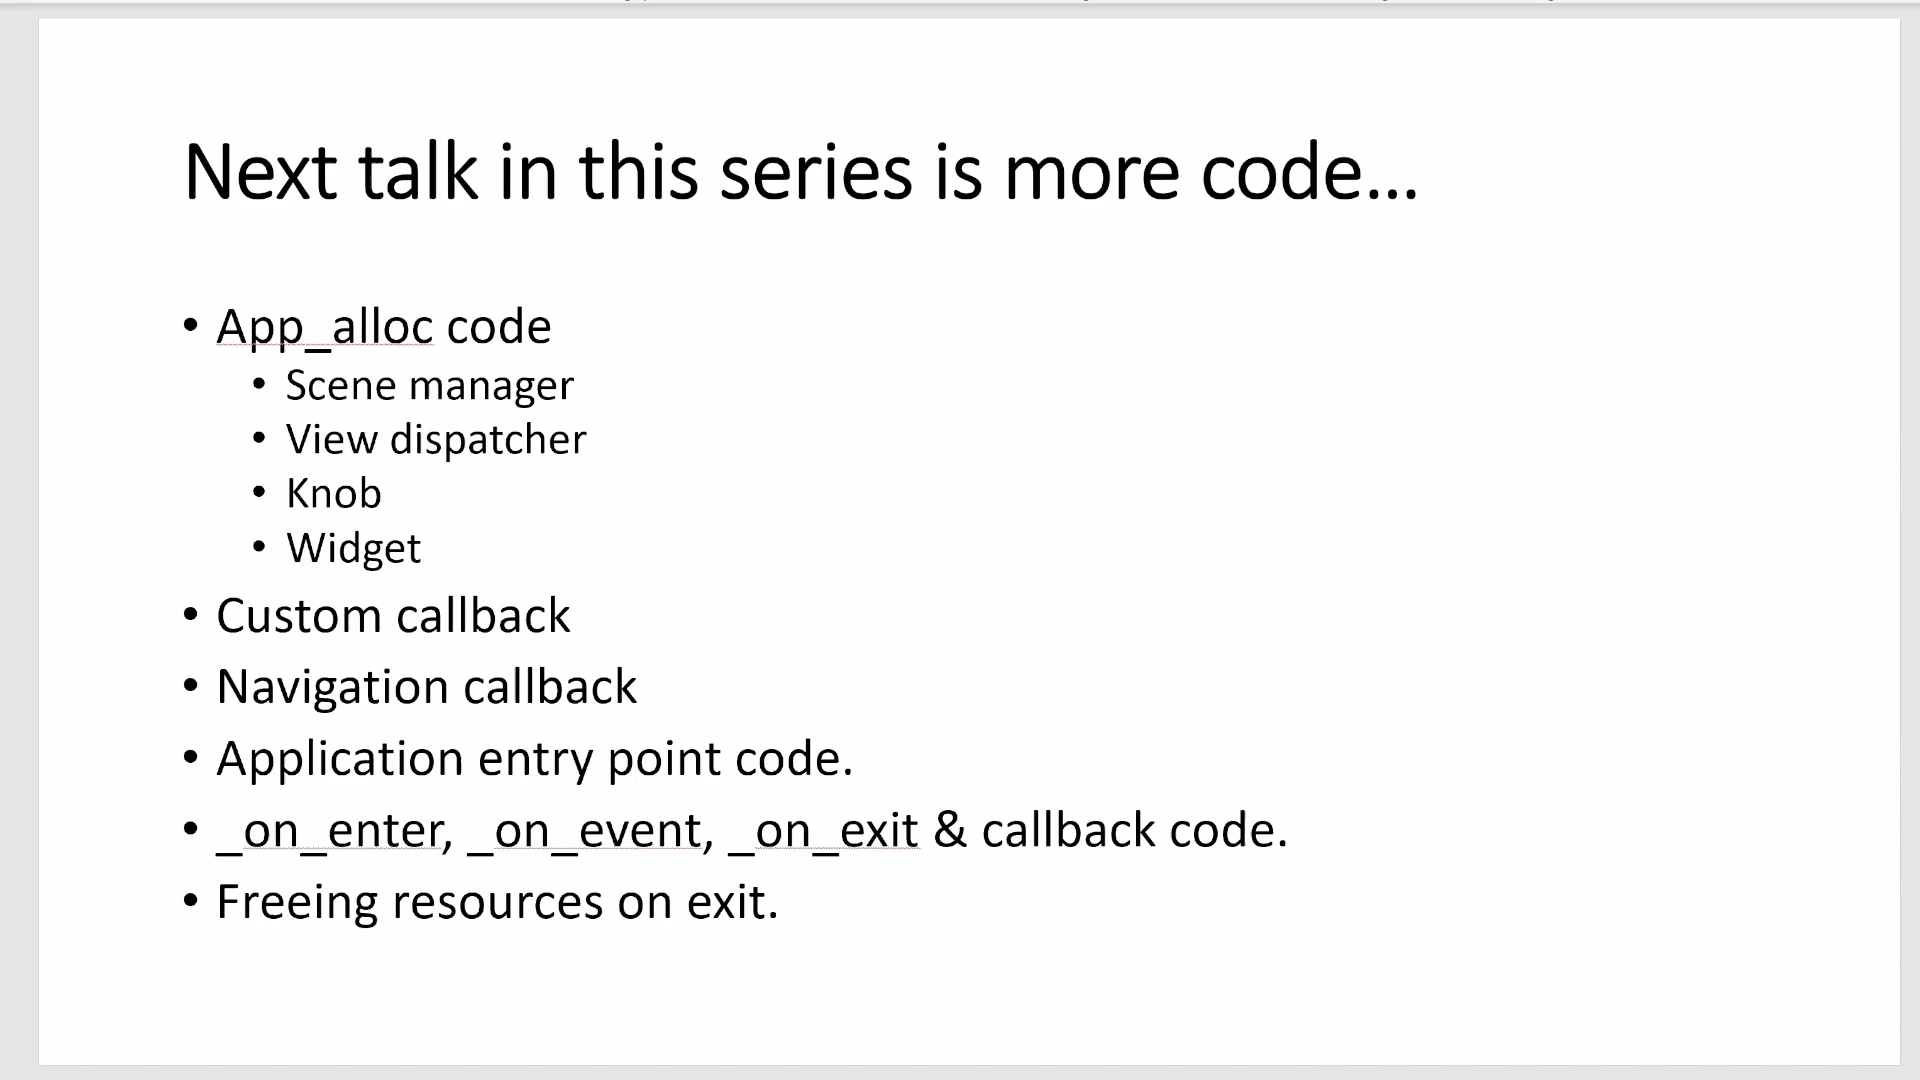 Next talk in this series is more code...
• App_alloc code
• Scene manager
• View dispatcher
• Knob
• Widget
• Custom callback
• Navigation callback
• Application entry point code.
• _on_enter, _on_event, _on_exit & callback code.
• Freeing resources on exit.